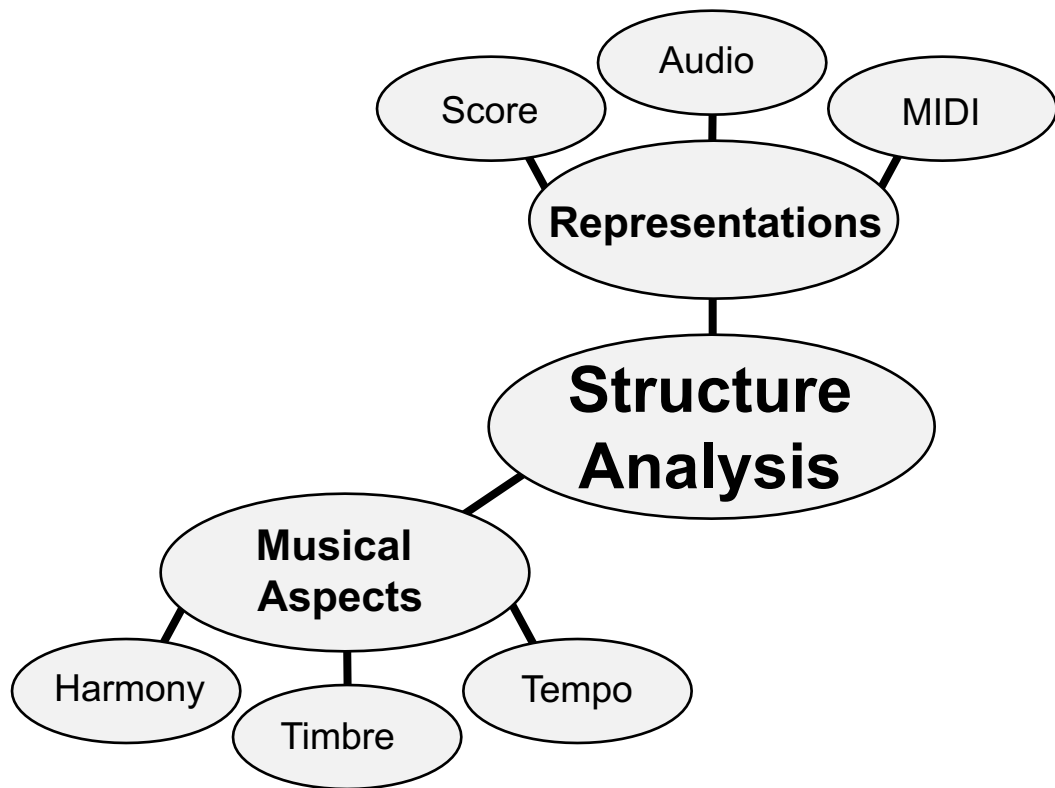 Audio
Score
MIDI
Representations
Structure
Analysis
Musical
Aspects
Harmony
Tempo
Timbre